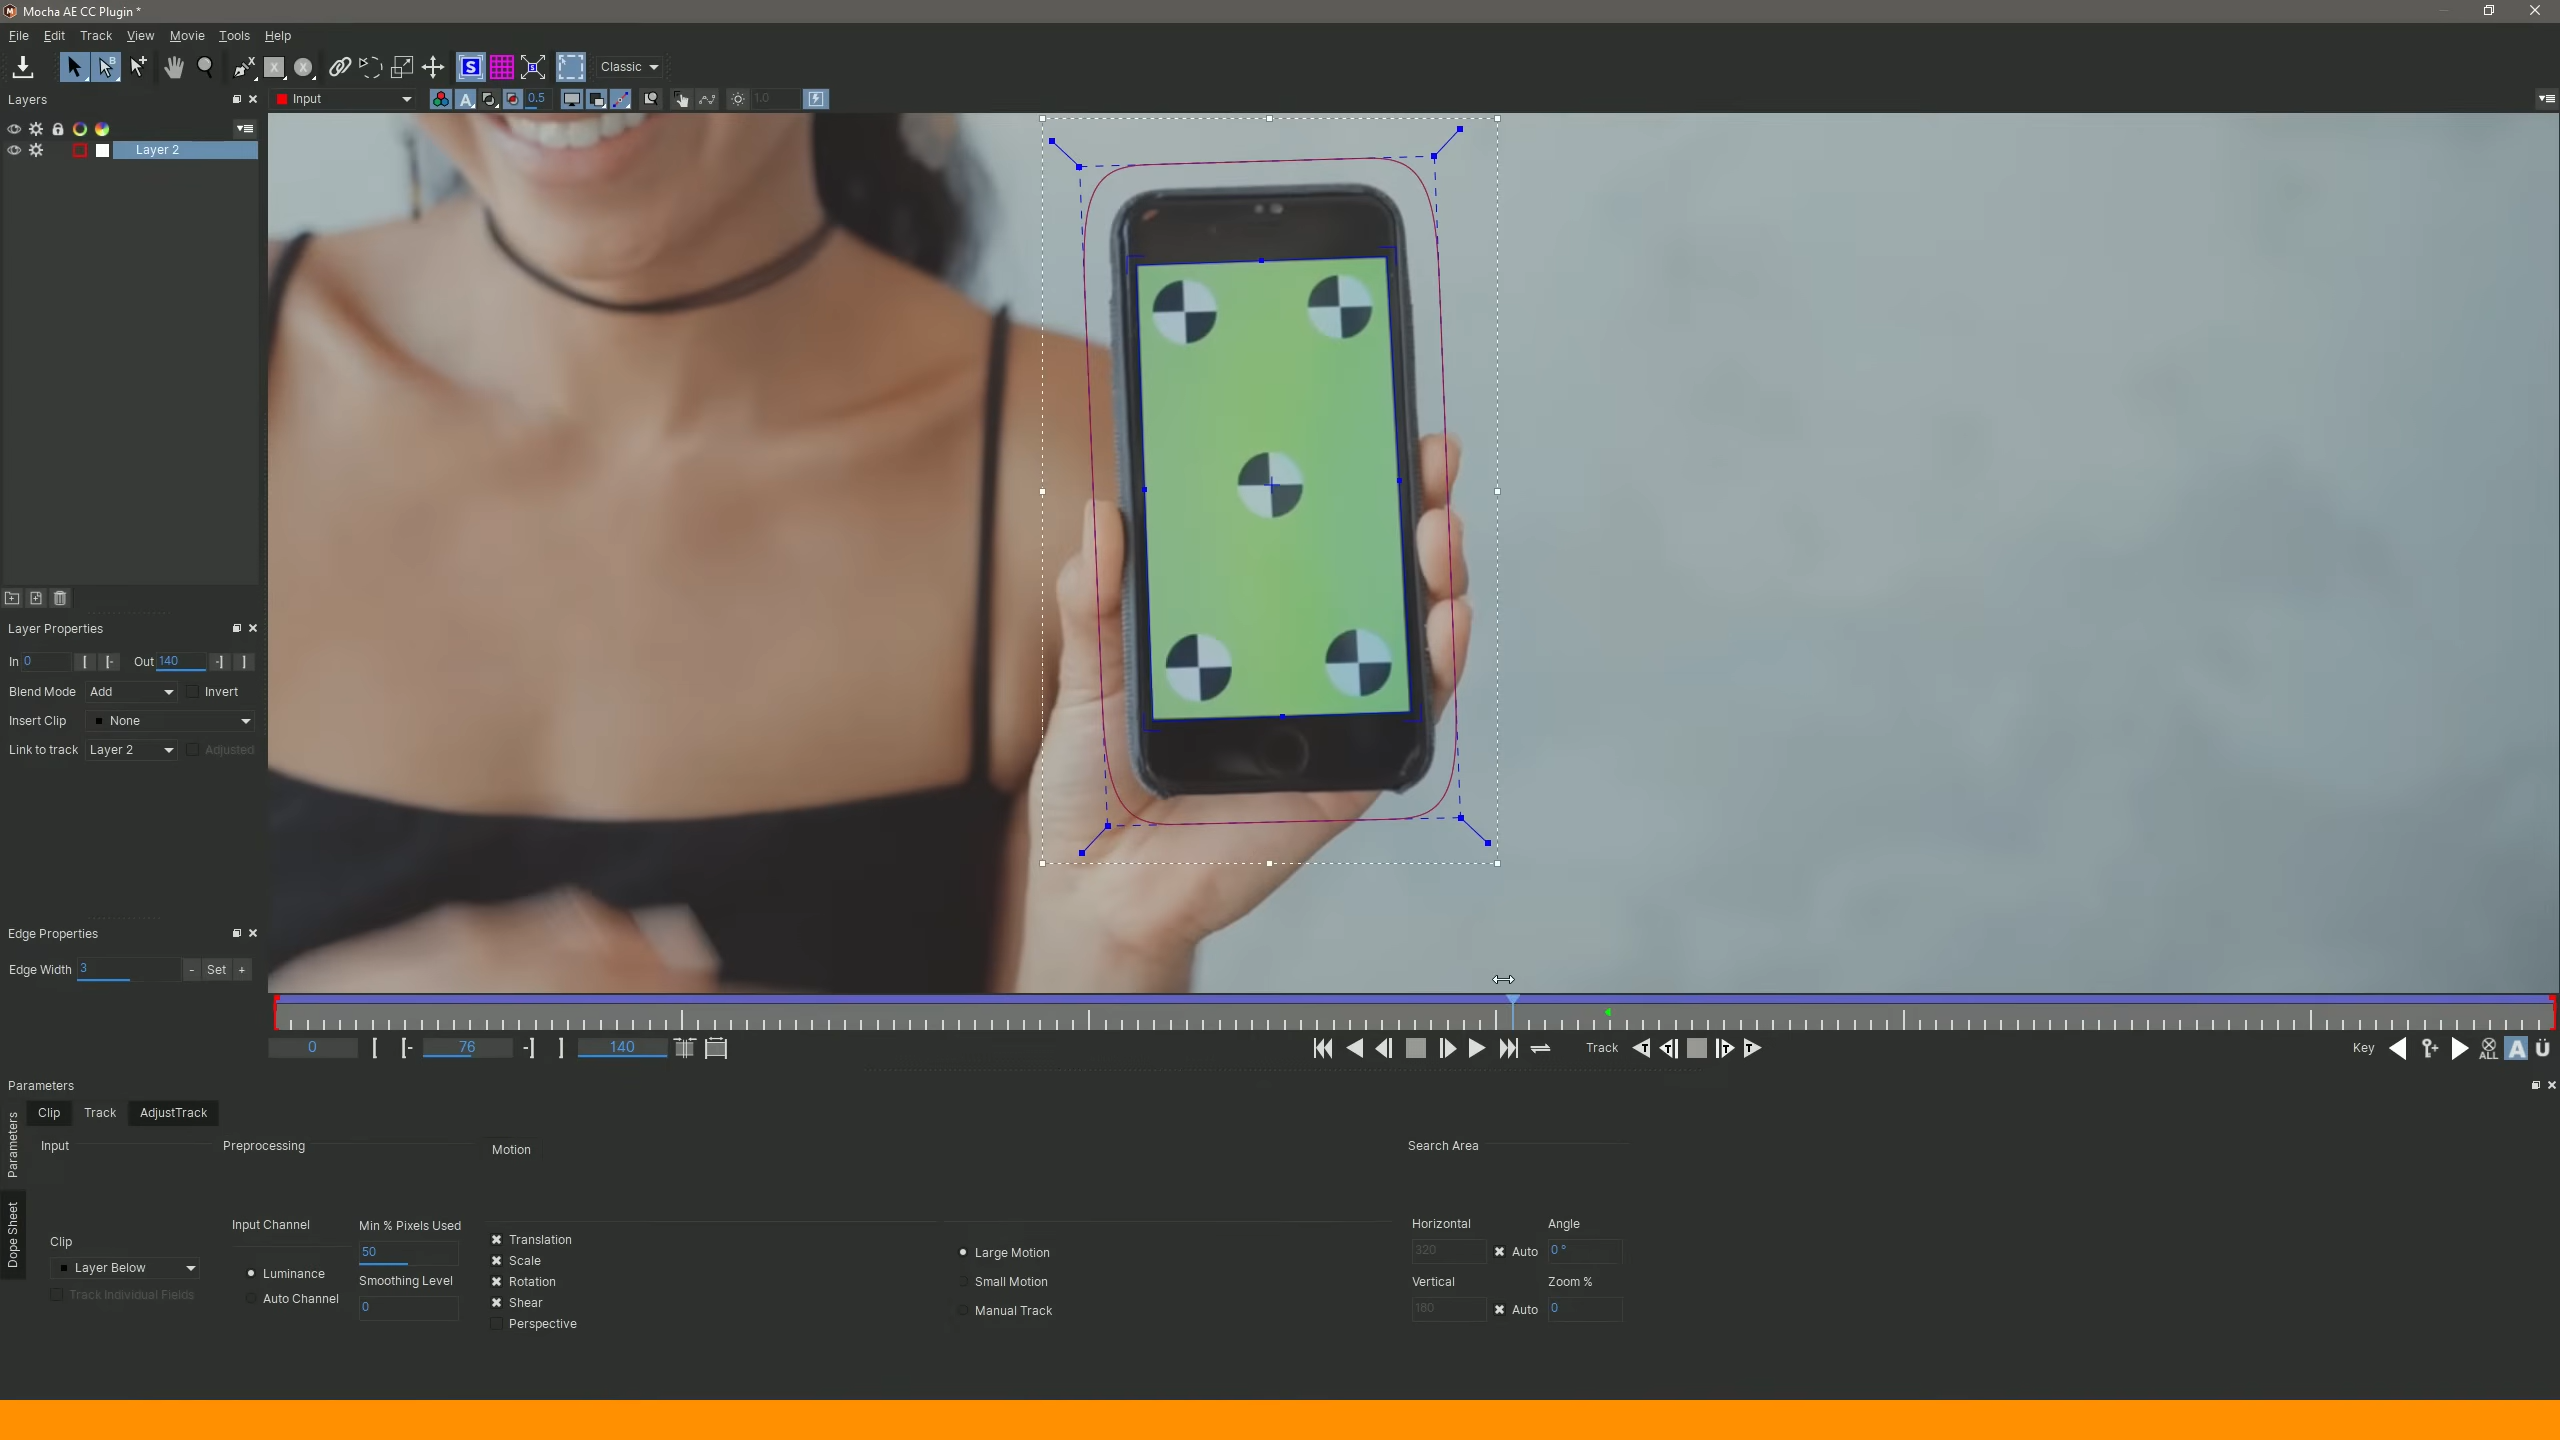 Mocha AE CC Plugin *
File Edit Track View Movie Tools Help
Classic
Layers
Input
0.5
1.0
Layer 2
Layer Properties
In 0 Out 140
Blend Mode Add Invert
Insert Clip None
Link to track Layer 2 Adjusted
Edge Properties
Edge Width 3 - Set +
0 76 140 Track Key ALL
Parameters
Parameters
Dope Sheet
Clip Track AdjustTrack
Input Preprocessing Motion Search Area
Clip
Layer Below
Track Individual Fields
Input Channel
Luminance
Auto Channel
Min % Pixels Used
50
Smoothing Level
0
Translation
Scale
Rotation
Shear
Perspective
Large Motion
Small Motion
Manual Track
Horizontal Angle
320 Auto 0 °
Vertical Zoom %
180 Auto 0